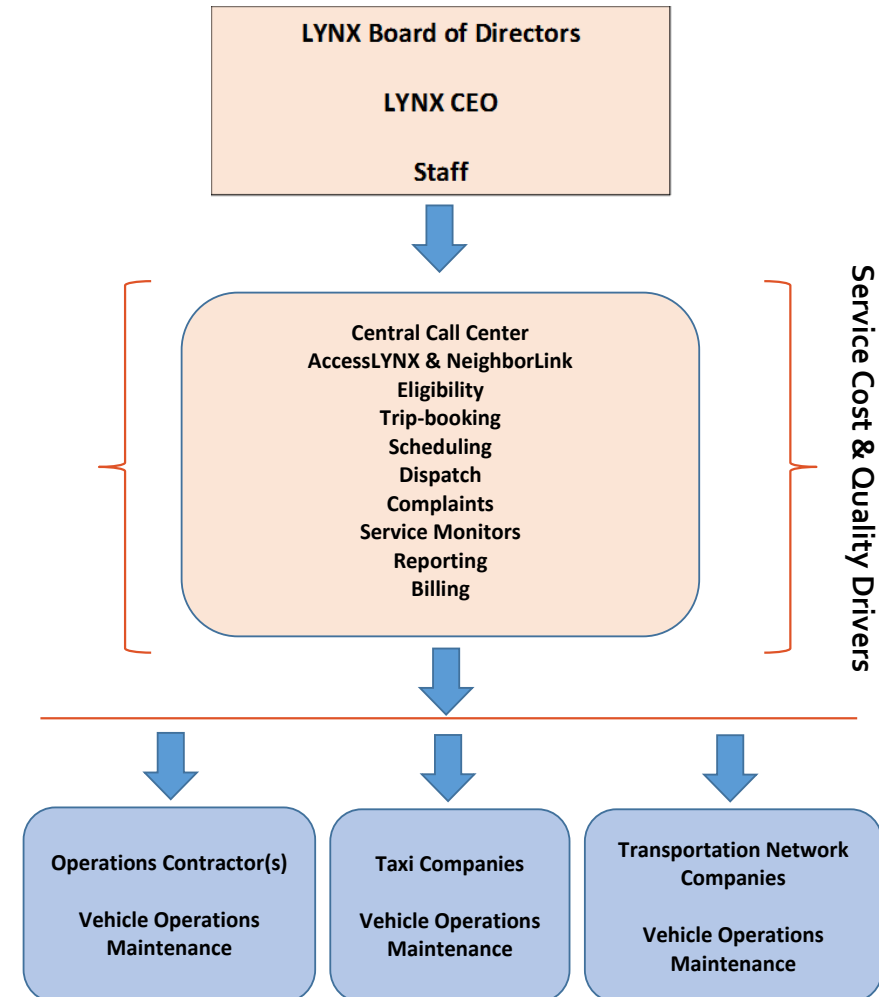 LYNX Board of Directors
LYNX CEO
Staff
Central Call Center
AccessLYNX & NeighborLink
Eligibility
Trip-booking
Scheduling
Dispatch
Complaints
Service Monitors
Reporting
Billing
Service Cost & Quality Drivers
Operations Contractor(s)
Vehicle Operations
Maintenance
Taxi Companies
Vehicle Operations
Maintenance
Transportation Network
Companies
Vehicle Operations
Maintenance